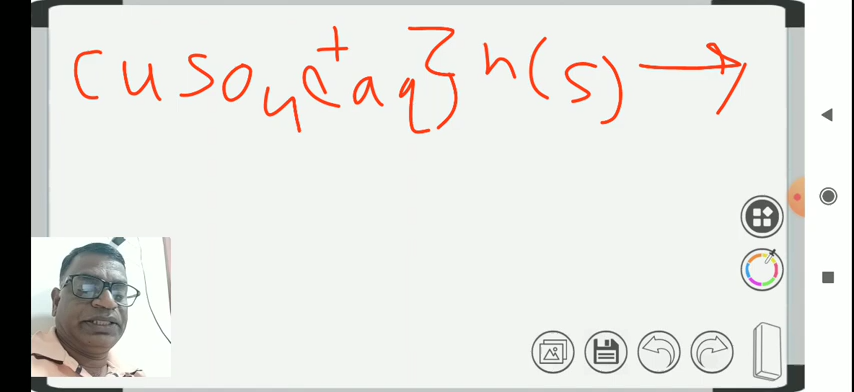 CuSO4(aq) + Zn(s) →